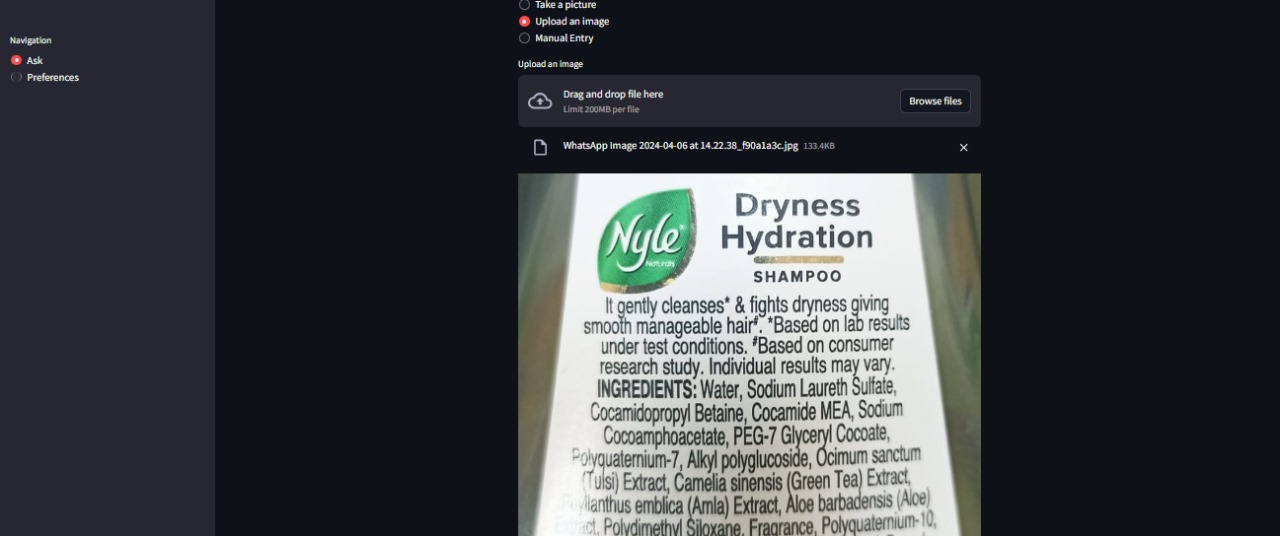 Take a picture
Upload an image
Manual Entry
Navigation
Ask
Preferences
Upload an image
Drag and drop file here
Limit 200MB per file
Browse files
WhatsApp Image 2024-04-06 at 14.22.38_f90a1a3c.jpg 133.4KB
Nyle
Naturals
Dryness
Hydration
SHAMPOO
It gently cleanses* & fights dryness giving
smooth manageable hair#. *Based on lab results
under test conditions. #Based on consumer
research study. Individual results may vary.
INGREDIENTS: Water, Sodium Laureth Sulfate,
Cocamidopropyl Betaine, Cocamide MEA, Sodium
Cocoamphoacetate, PEG-7 Glyceryl Cocoate,
Polyquaternium-7, Alkyl polyglucoside, Ocimum sanctum
(Tulsi) Extract, Camelia sinensis (Green Tea) Extract,
Phyllanthus emblica (Amla) Extract, Aloe barbadensis (Aloe)
Extract, Polydimethyl Siloxane, Fragrance, Polyquaternium-10,